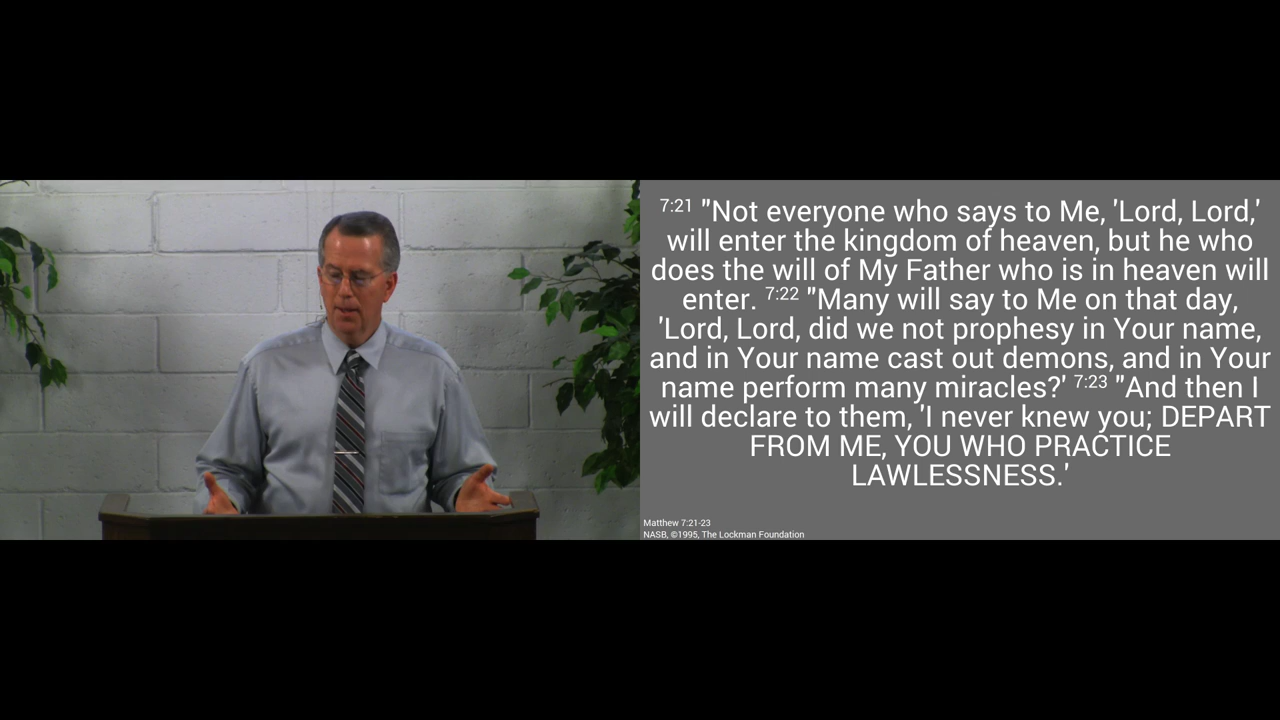 7:21 "Not everyone who says to Me, 'Lord, Lord,'
will enter the kingdom of heaven, but he who
does the will of My Father who is in heaven will
enter. 7:22 "Many will say to Me on that day,
'Lord, Lord, did we not prophesy in Your name,
and in Your name cast out demons, and in Your
name perform many miracles?' 7:23 "And then I
will declare to them, 'I never knew you; DEPART
FROM ME, YOU WHO PRACTICE
LAWLESSNESS.'
Matthew 7:21-23
NASB, ©1995, The Lockman Foundation